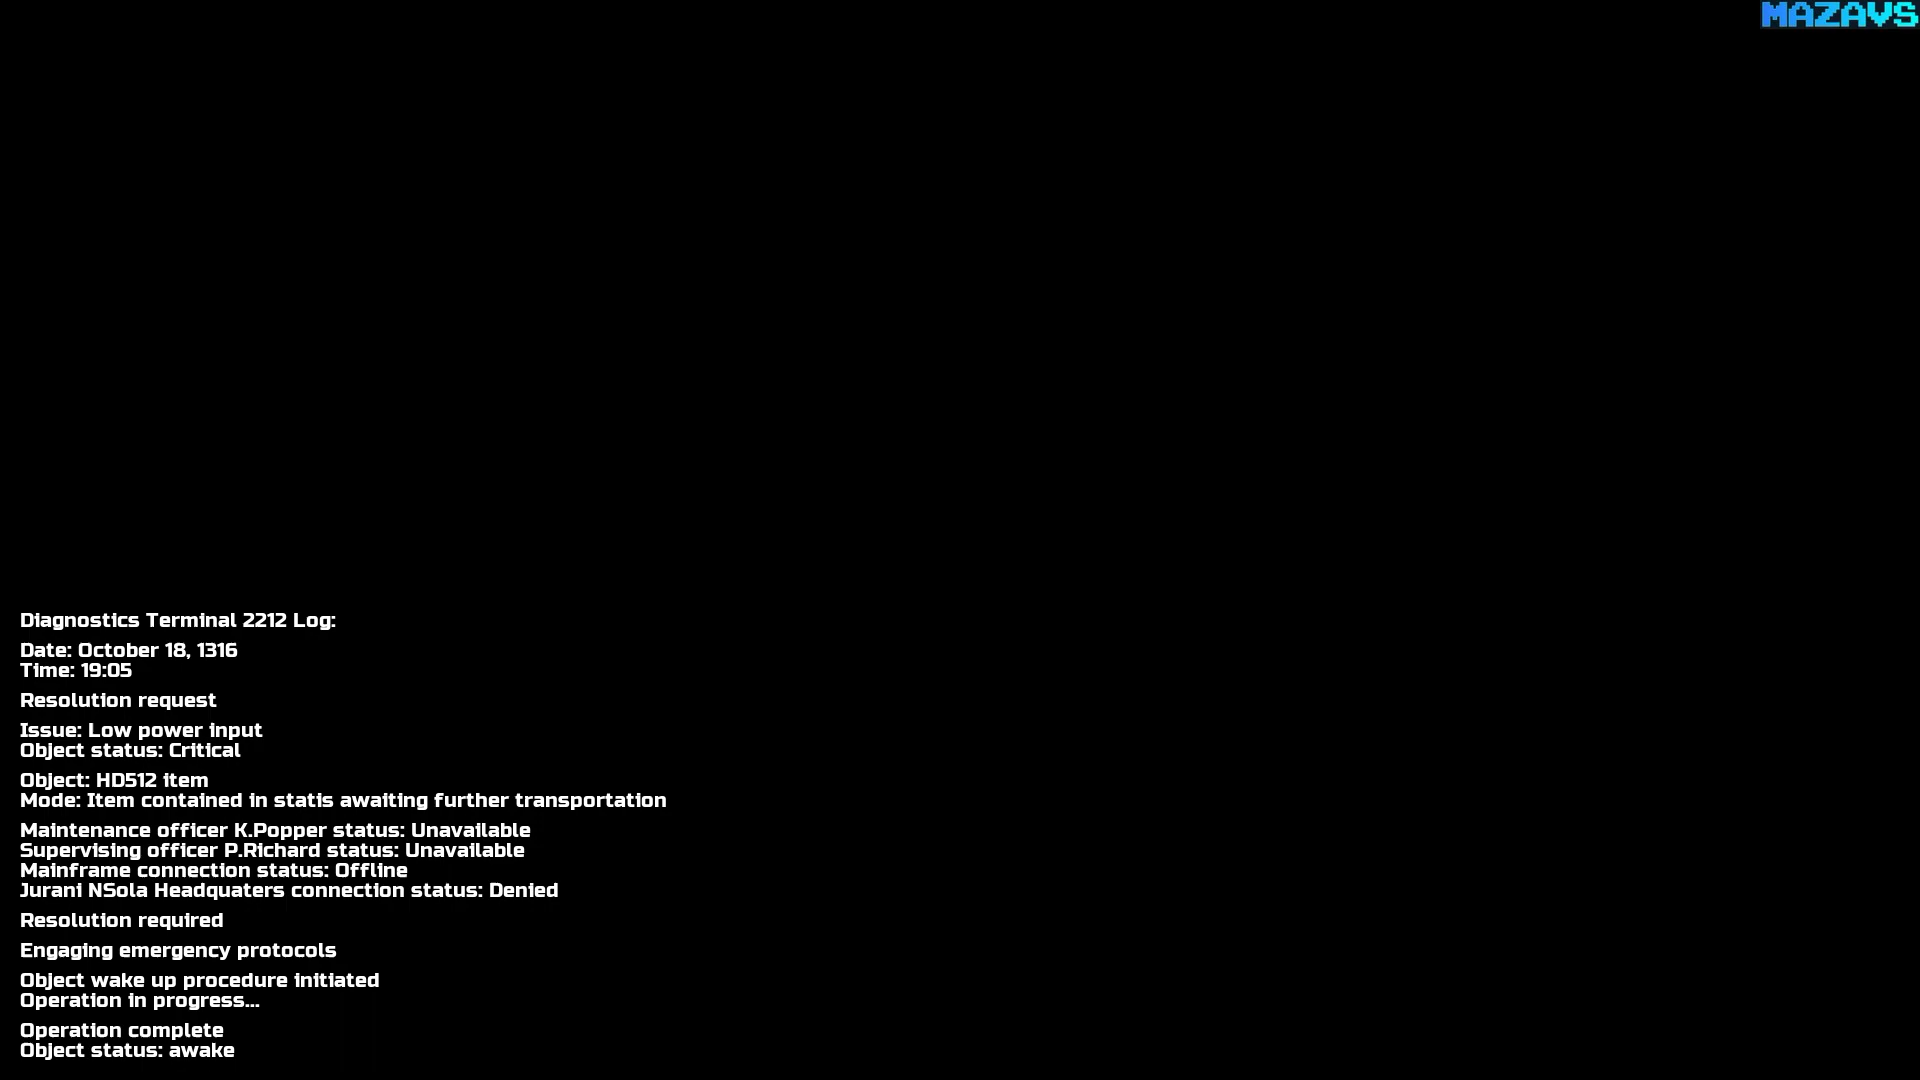 MAZAVS
Diagnostics Terminal 2212 Log:
Date: October 18, 1316
Time: 19:05
Resolution request
Issue: Low power input
Object status: Critical
Object: HD512 item
Mode: Item contained in statis awaiting further transportation
Maintenance officer K.Popper status: Unavailable
Supervising officer P.Richard status: Unavailable
Mainframe connection status: Offline
Jurani NSola Headquaters connection status: Denied
Resolution required
Engaging emergency protocols
Object wake up procedure initiated
Operation in progress...
Operation complete
Object status: awake